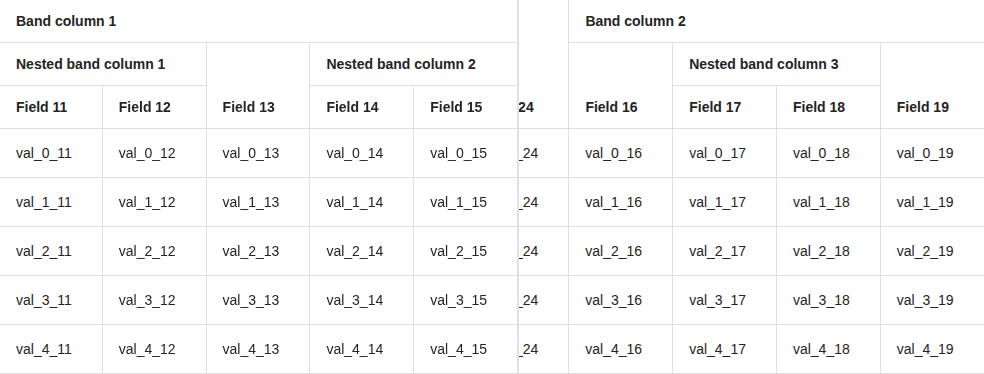 Band column 1 Band column 2
Nested band column 1 Nested band column 2 Nested band column 3
Field 11 Field 12 Field 13 Field 14 Field 15 24 Field 16 Field 17 Field 18 Field 19
val_0_11 val_0_12 val_0_13 val_0_14 val_0_15 _24 val_0_16 val_0_17 val_0_18 val_0_19
val_1_11 val_1_12 val_1_13 val_1_14 val_1_15 _24 val_1_16 val_1_17 val_1_18 val_1_19
val_2_11 val_2_12 val_2_13 val_2_14 val_2_15 _24 val_2_16 val_2_17 val_2_18 val_2_19
val_3_11 val_3_12 val_3_13 val_3_14 val_3_15 _24 val_3_16 val_3_17 val_3_18 val_3_19
val_4_11 val_4_12 val_4_13 val_4_14 val_4_15 _24 val_4_16 val_4_17 val_4_18 val_4_19